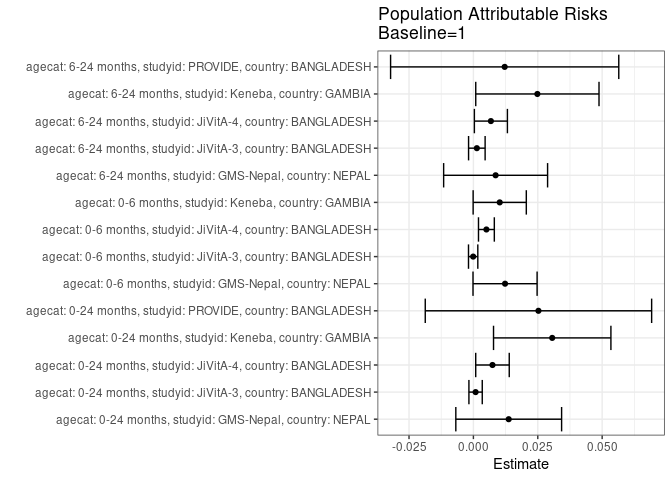 Population Attributable Risks
Baseline=1
agecat: 6-24 months, studyid: PROVIDE, country: BANGLADESH
agecat: 6-24 months, studyid: Keneba, country: GAMBIA
agecat: 6-24 months, studyid: JiVitA-4, country: BANGLADESH
agecat: 6-24 months, studyid: JiVitA-3, country: BANGLADESH
agecat: 6-24 months, studyid: GMS-Nepal, country: NEPAL
agecat: 0-6 months, studyid: Keneba, country: GAMBIA
agecat: 0-6 months, studyid: JiVitA-4, country: BANGLADESH
agecat: 0-6 months, studyid: JiVitA-3, country: BANGLADESH
agecat: 0-6 months, studyid: GMS-Nepal, country: NEPAL
agecat: 0-24 months, studyid: PROVIDE, country: BANGLADESH
agecat: 0-24 months, studyid: Keneba, country: GAMBIA
agecat: 0-24 months, studyid: JiVitA-4, country: BANGLADESH
agecat: 0-24 months, studyid: JiVitA-3, country: BANGLADESH
agecat: 0-24 months, studyid: GMS-Nepal, country: NEPAL
-0.025 0.000 0.025 0.050
Estimate